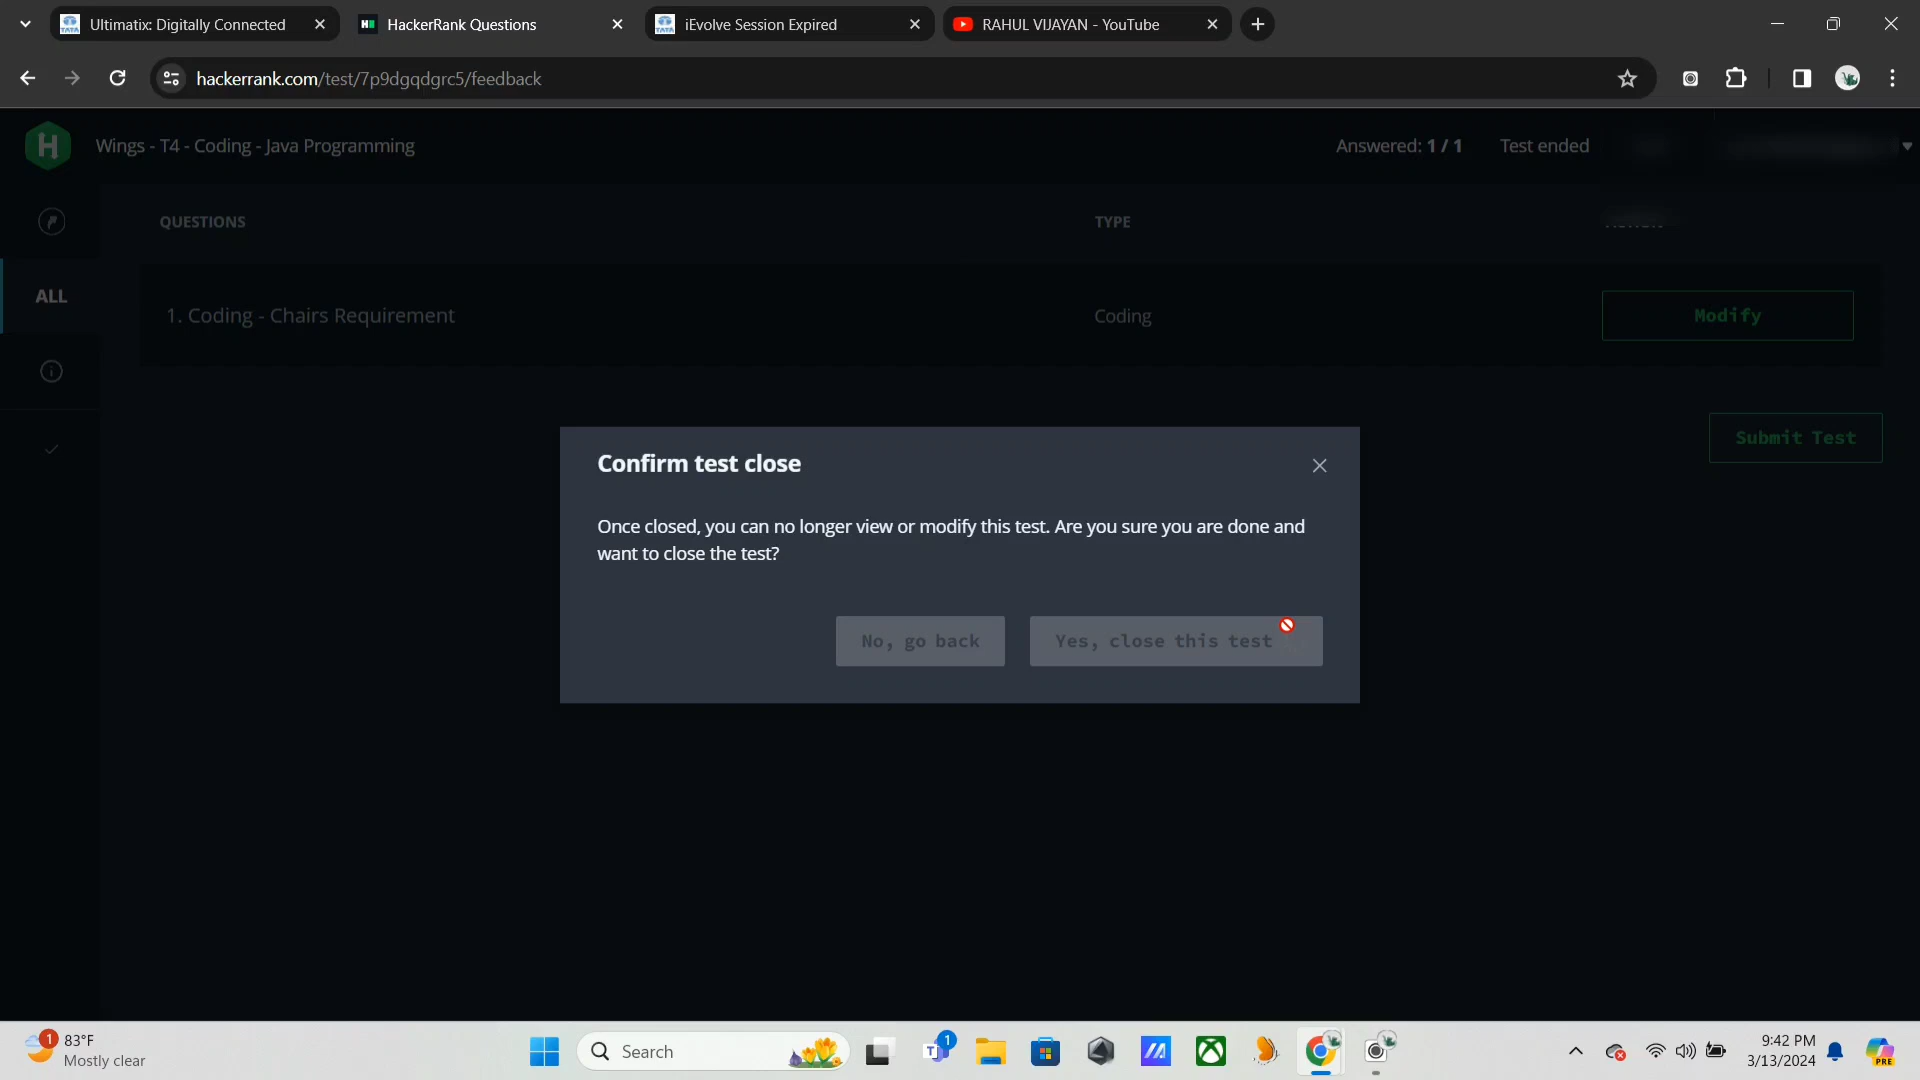 Ultimatix: Digitally Connected
HackerRank Questions
iEvolve Session Expired
RAHUL VIJAYAN - YouTube
hackerrank.com/test/7p9dgqdgrc5/feedback
H
Wings - T4 - Coding - Java Programming
Answered: 1 / 1
Test ended
QUESTIONS
TYPE
ALL
1. Coding - Chairs Requirement
Coding
Modify
Submit Test
Confirm test close
Once closed, you can no longer view or modify this test. Are you sure you are done and
want to close the test?
No, go back
Yes, close this test
1
83°F
Mostly clear
Search
1
9:42 PM
3/13/2024
PRE